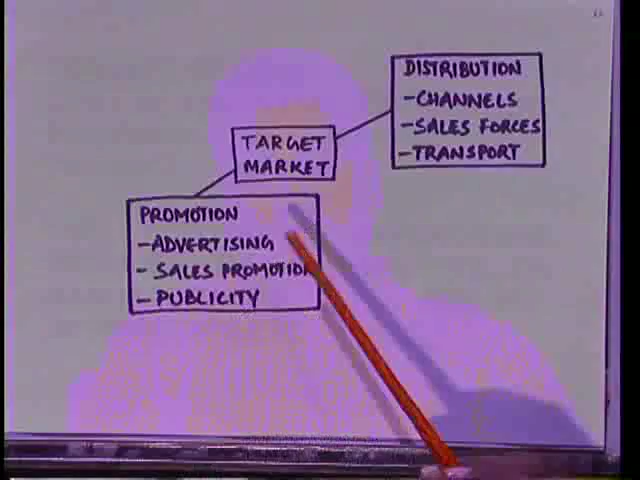 DISTRIBUTION
-CHANNELS
-SALES FORCES
-TRANSPORT
TARGET
MARKET
PROMOTION
-ADVERTISING
- SALES PROMOTION
- PUBLICITY